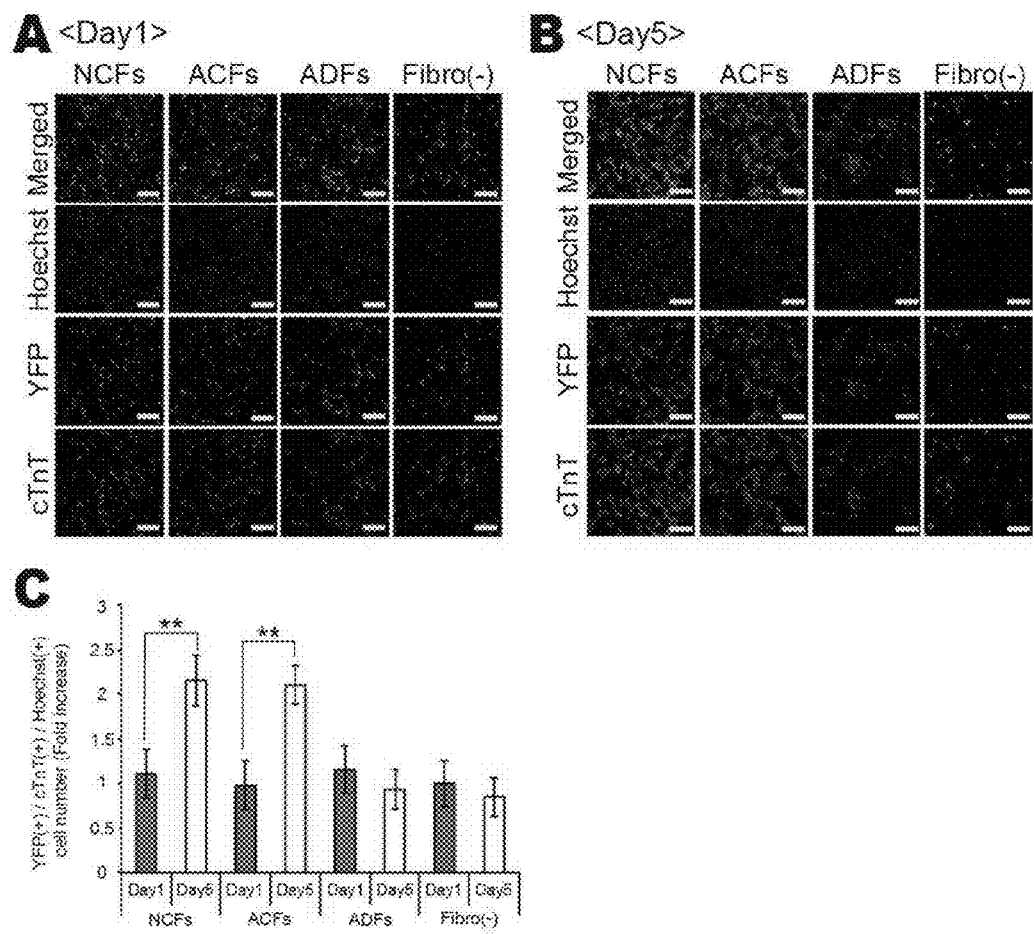 A <Day1>
NCFs ACFs ADFs Fibro(-)
Merged
Hoechst
YFP
cTnT
B <Day5>
NCFs ACFs ADFs Fibro(-)
Merged
Hoechst
YFP
cTnT
C
YFP(+) / cTnT(+) / Hoechst(+)
cell number (Fold increase)
3
2.5
2
1.5
1
0.5
0
** **
Day1 Day5 Day1 Day5 Day1 Day5 Day1 Day5
NCFs ACFs ADFs Fibro(-)